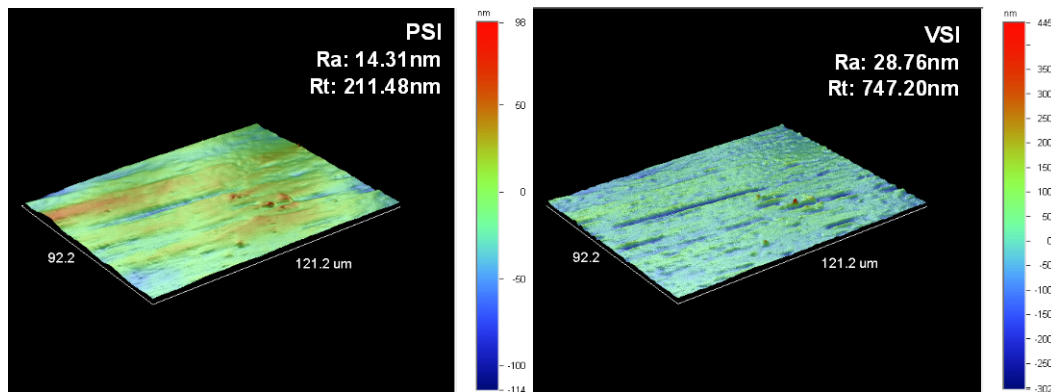 PSI
Ra: 14.31nm
Rt: 211.48nm
92.2
121.2 um
nm
98
50
0
-50
-100
-114
VSI
Ra: 28.76nm
Rt: 747.20nm
92.2
121.2 um
nm
445
350
300
250
200
150
100
50
0
-50
-100
-150
-200
-250
-302